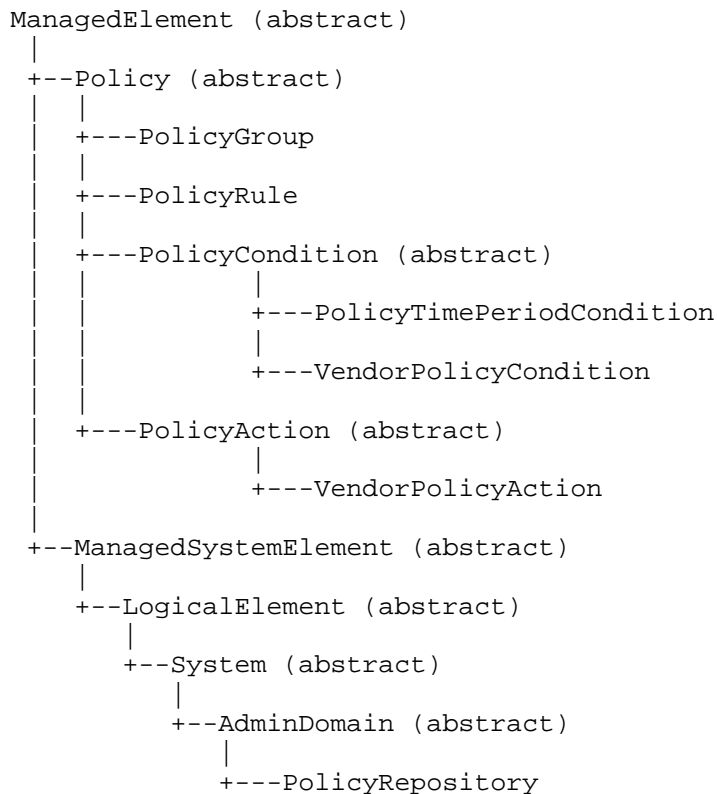 ManagedElement (abstract)
|
+--Policy (abstract)
|  |
|  +---PolicyGroup
|  |
|  +---PolicyRule
|  |
|  +---PolicyCondition (abstract)
|  |          |
|  |          +---PolicyTimePeriodCondition
|  |          |
|  |          +---VendorPolicyCondition
|  |
|  +---PolicyAction (abstract)
|             |
|             +---VendorPolicyAction
|
+--ManagedSystemElement (abstract)
   |
   +--LogicalElement (abstract)
      |
      +--System (abstract)
         |
         +--AdminDomain (abstract)
            |
            +---PolicyRepository